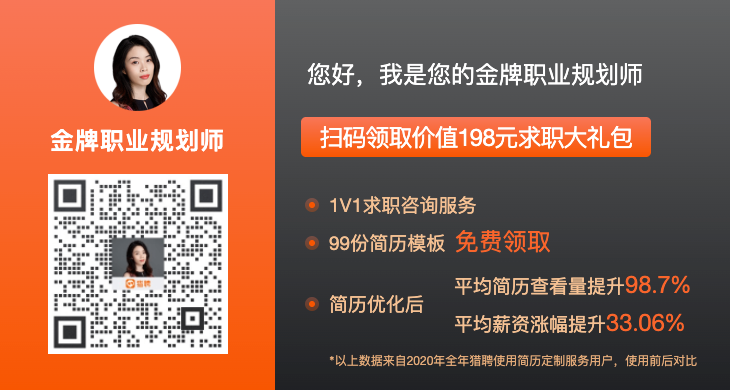 金牌职业规划师
猎聘
您好，我是您的金牌职业规划师
扫码领取价值198元求职大礼包
1V1求职咨询服务
99份简历模板 免费领取
简历优化后
平均简历查看量提升98.7%
平均薪资涨幅提升33.06%
*以上数据来自2020年全年猎聘使用简历定制服务用户，使用前后对比